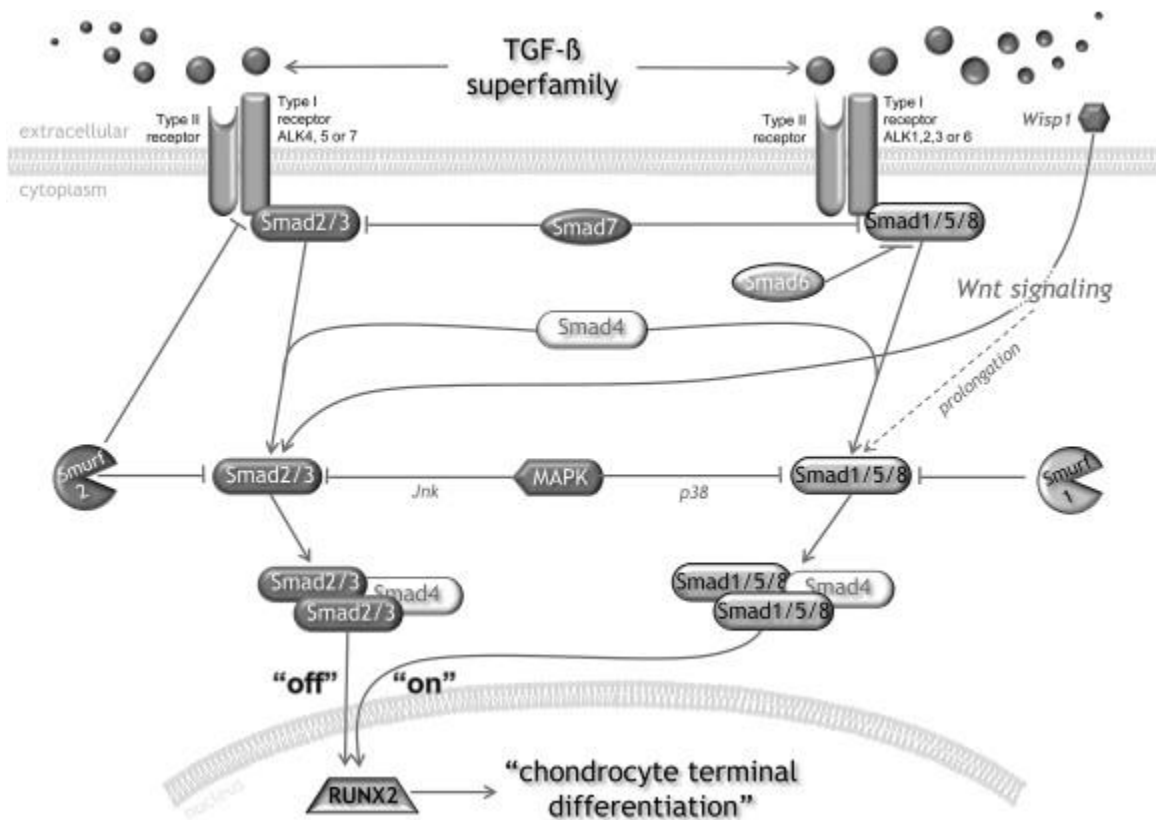 TGF-ß
superfamily
Type II
receptor
Type I
receptor
ALK4, 5 or 7
Type II
receptor
Type I
receptor
ALK1,2,3 or 6
Wisp1
extracellular
cytoplasm
Smad2/3
Smad7
Smad1/5/8
Smad6
Wnt signaling
Smad4
prolongation
Smurf
2
Smad2/3
Jnk
MAPK
p38
Smad1/5/8
Smurf
1
Smad2/3
Smad4
Smad2/3
Smad1/5/8
Smad4
Smad1/5/8
“off”
“on”
RUNX2
“chondrocyte terminal
differentiation”
nucleus